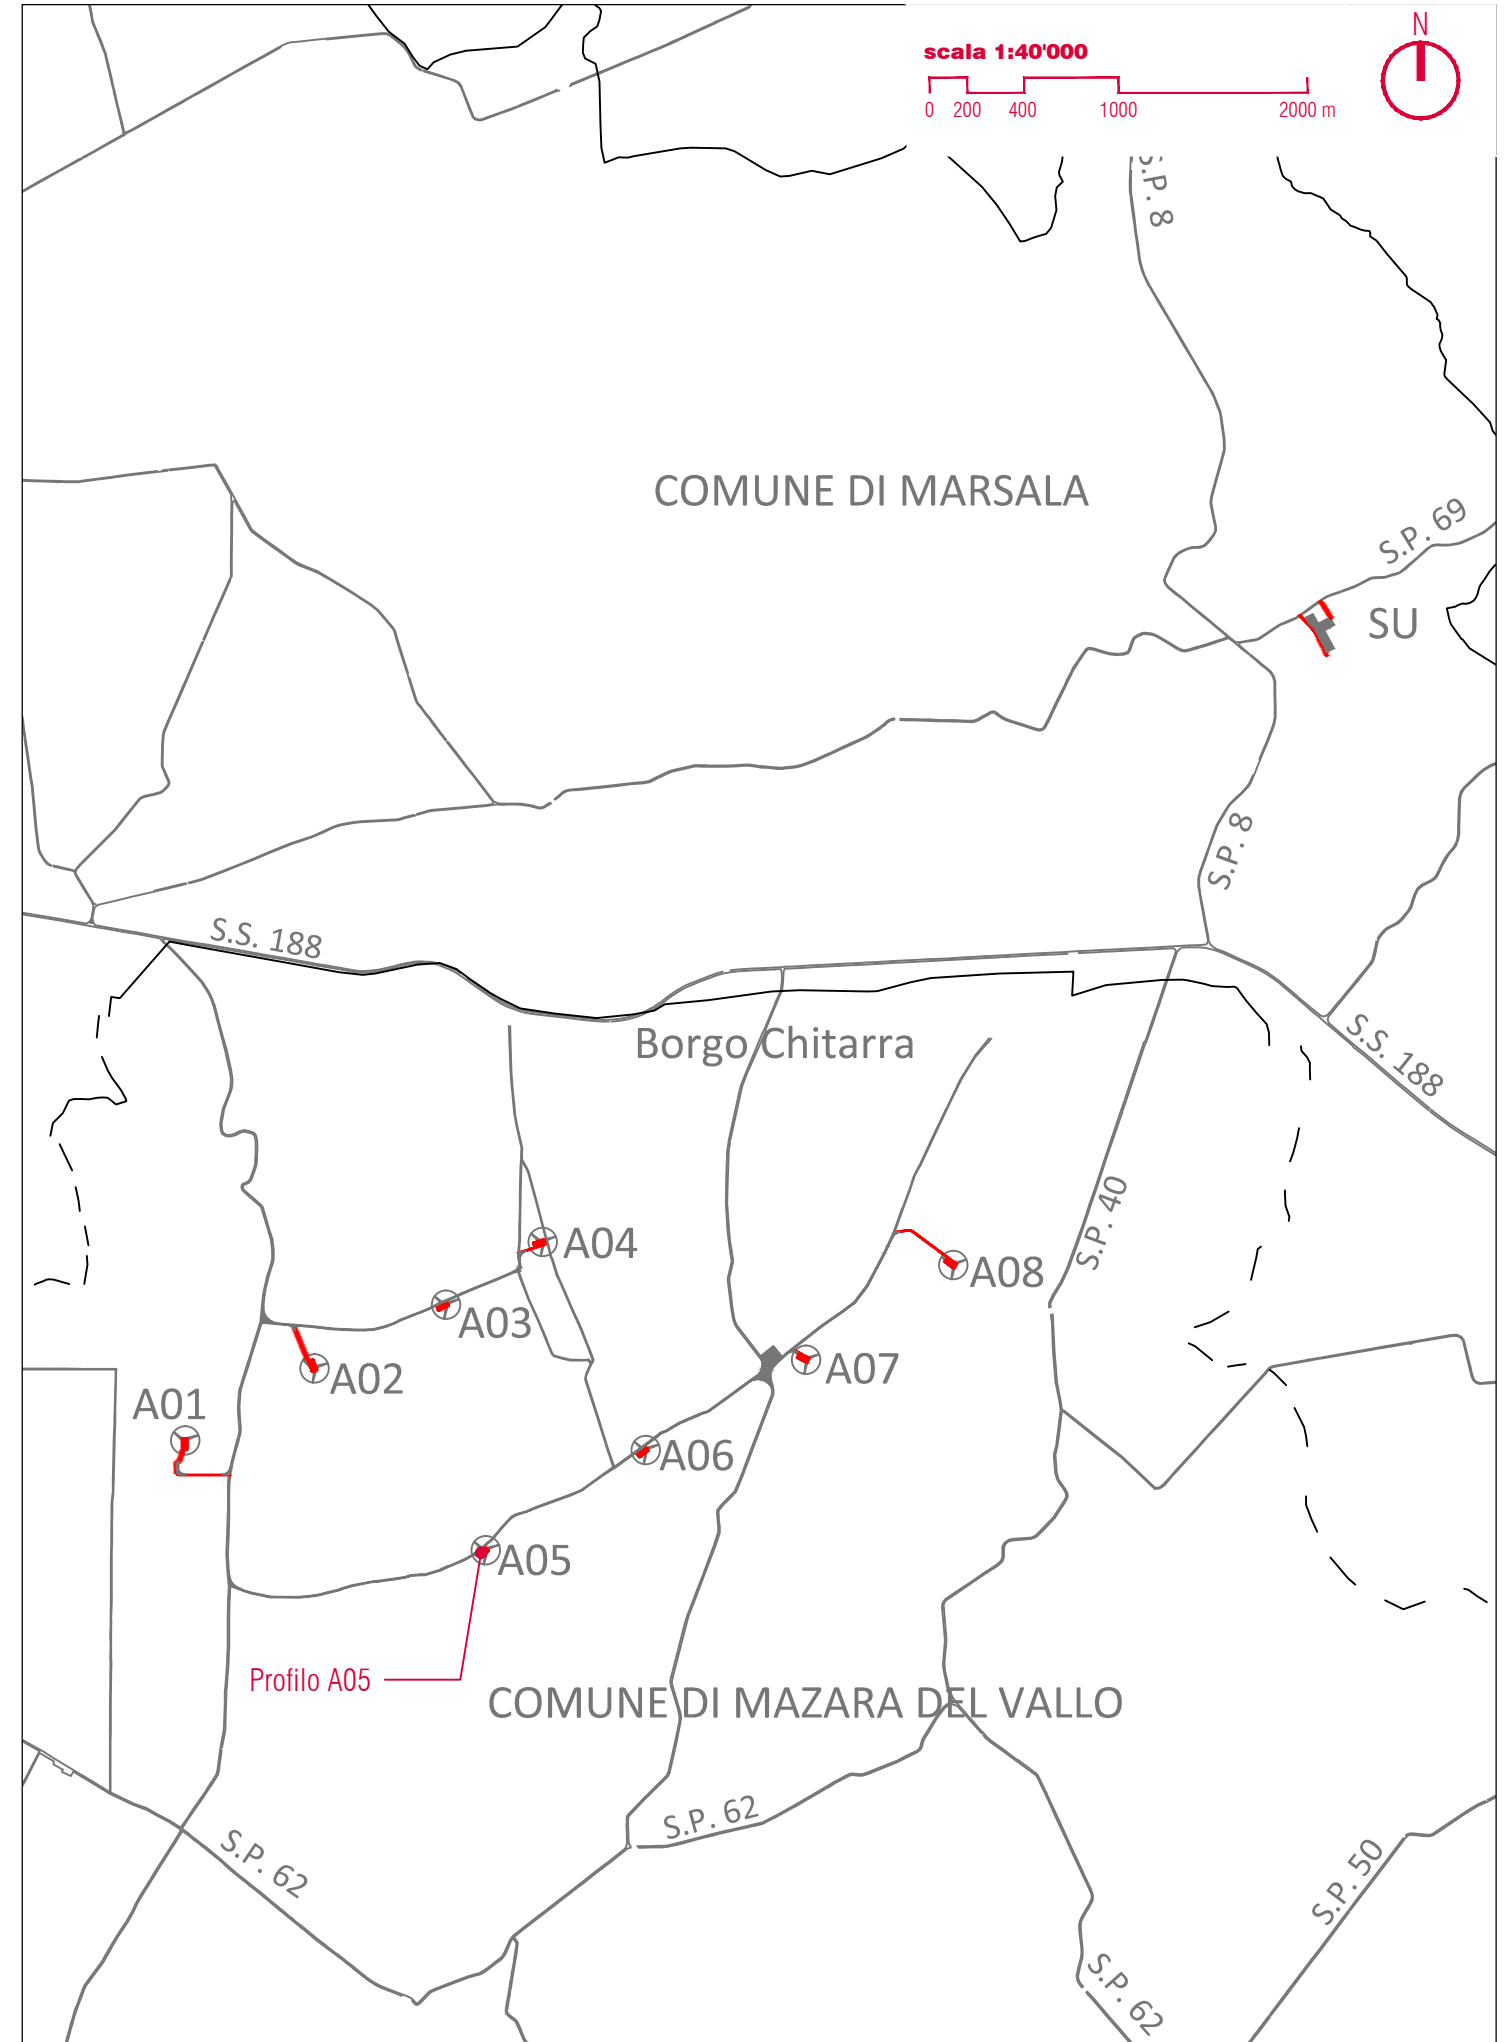 N
scala 1:40'000
0 200 400 1000 2000 m
S.P. 8
COMUNE DI MARSALA
S.P. 69
SU
S.P. 8
S.S. 188
Borgo Chitarra
S.S. 188
S.P. 40
A04
A08
A03
A02
A07
A01
A06
A05
Profilo A05
COMUNE DI MAZARA DEL VALLO
S.P. 62
S.P. 62
S.P. 50
S.P. 62